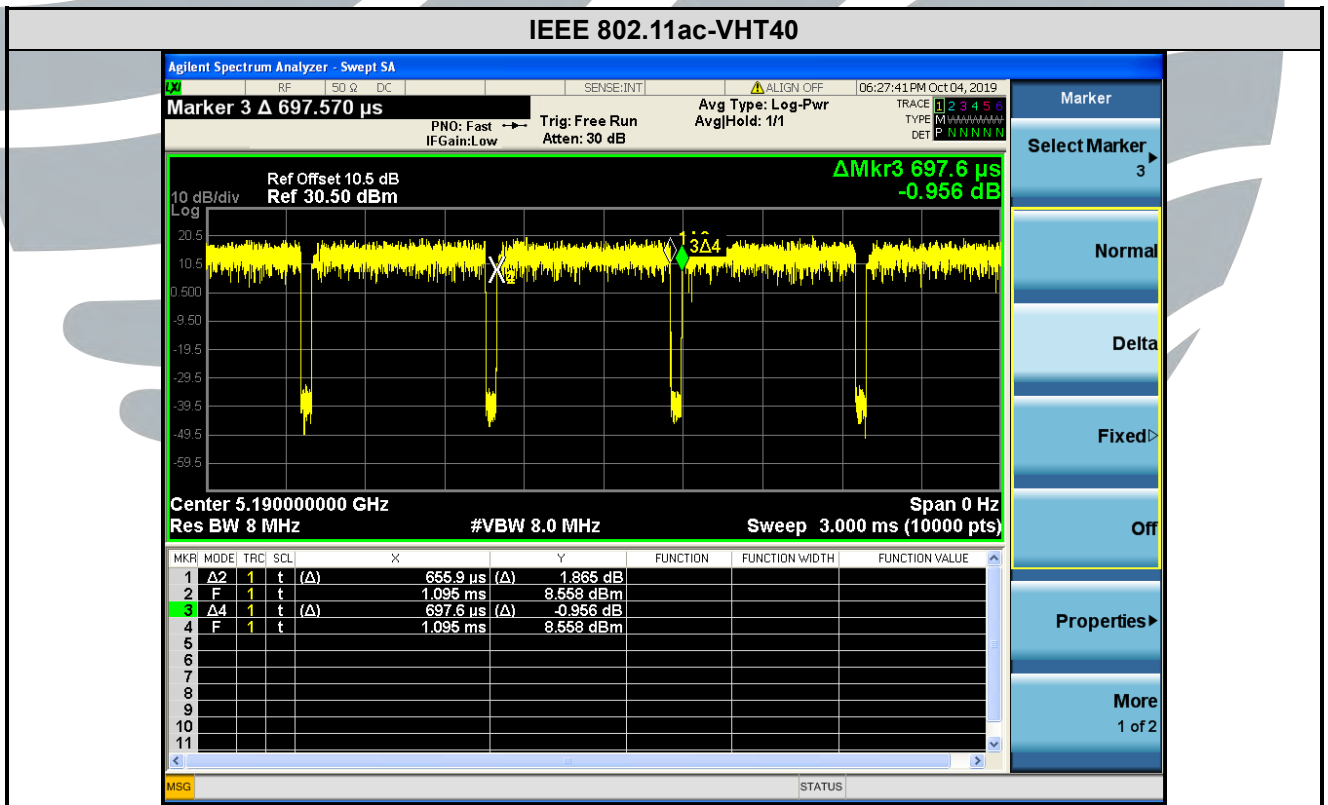 IEEE 802.11ac-VHT40
Agilent Spectrum Analyzer - Swept SA
LXI RF 50 Ω DC SENSE:INT ALIGN OFF 06:27:41 PM Oct 04, 2019
Marker 3 Δ 697.570 µs
PNO: Fast
IFGain:Low
Trig: Free Run
Atten: 30 dB
Avg Type: Log-Pwr
Avg|Hold: 1/1
TRACE 1 2 3 4 5 6
TYPE M
DET P N N N N N
ΔMkr3 697.6 µs
-0.956 dB
Ref Offset 10.5 dB
10 dB/div Ref 30.50 dBm
Log
20.5
10.5
0.500
-9.50
-19.5
-29.5
-39.5
-49.5
-59.5
3Δ4
Center 5.190000000 GHz Span 0 Hz
Res BW 8 MHz #VBW 8.0 MHz Sweep 3.000 ms (10000 pts)
MKR MODE TRC SCL X Y FUNCTION FUNCTION WIDTH FUNCTION VALUE
1 Δ2 1 t (Δ) 655.9 µs (Δ) 1.865 dB
2 F 1 t 1.095 ms 8.558 dBm
3 Δ4 1 t (Δ) 697.6 µs (Δ) -0.956 dB
4 F 1 t 1.095 ms 8.558 dBm
5
6
7
8
9
10
11
MSG STATUS
Marker
Select Marker
3
Normal
Delta
Fixed
Off
Properties
More
1 of 2